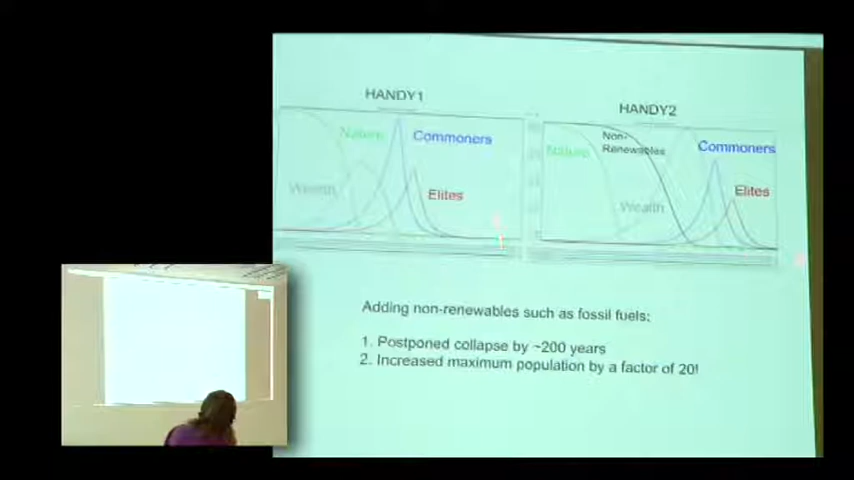 HANDY1
Nature
Commoners
Wealth
Elites
HANDY2
Non-
Renewables
Nature
Commoners
Elites
Wealth
Adding non-renewables such as fossil fuels:
1. Postponed collapse by ~200 years
2. Increased maximum population by a factor of 20!